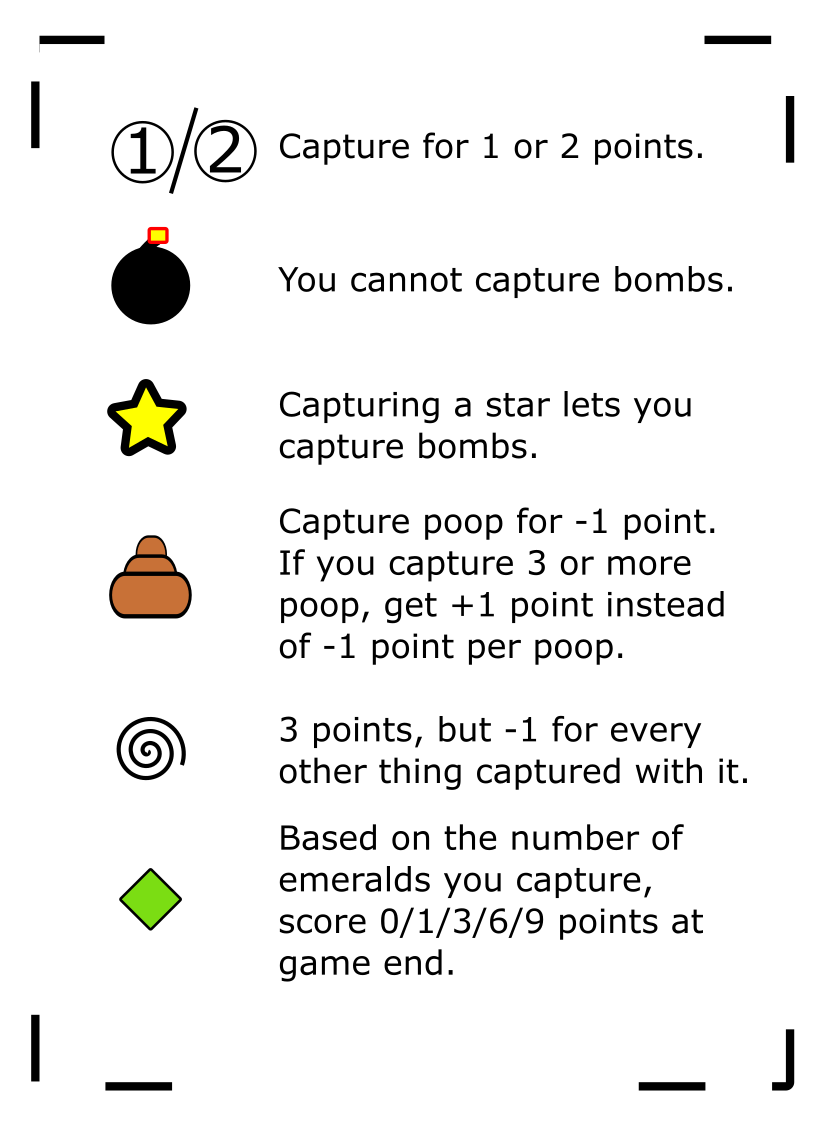 ①/② Capture for 1 or 2 points.
You cannot capture bombs.
Capturing a star lets you
capture bombs.
Capture poop for -1 point.
If you capture 3 or more
poop, get +1 point instead
of -1 point per poop.
3 points, but -1 for every
other thing captured with it.
Based on the number of
emeralds you capture,
score 0/1/3/6/9 points at
game end.